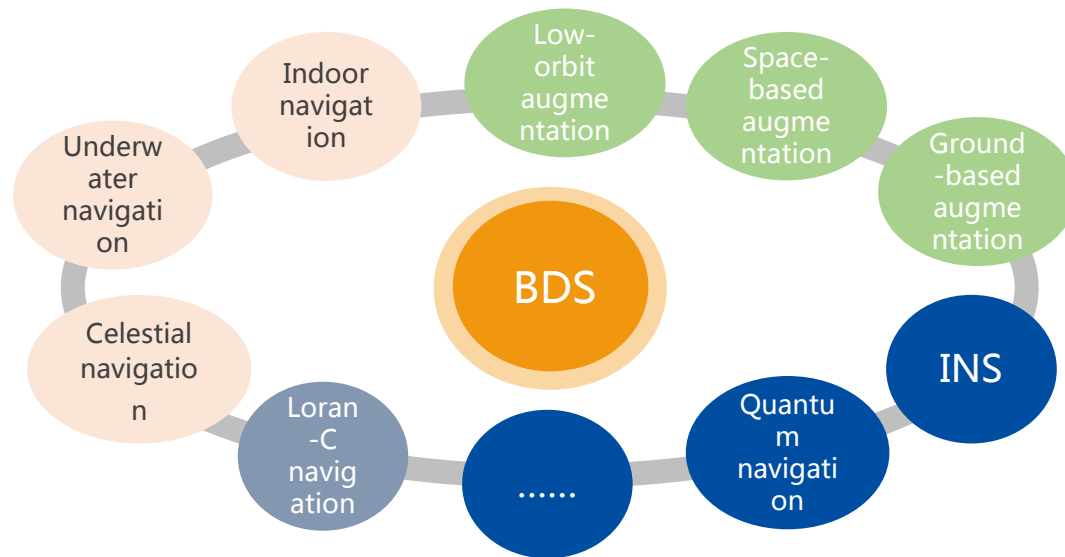 Low-
orbit
augme
ntation
Space-
based
augme
ntation
Indoor
navigat
ion
Ground
-based
augme
ntation
Underw
ater
navigati
on
BDS
Celestial
navigatio
n
INS
Loran
-C
navig
ation
......
Quantu
m
navigati
on